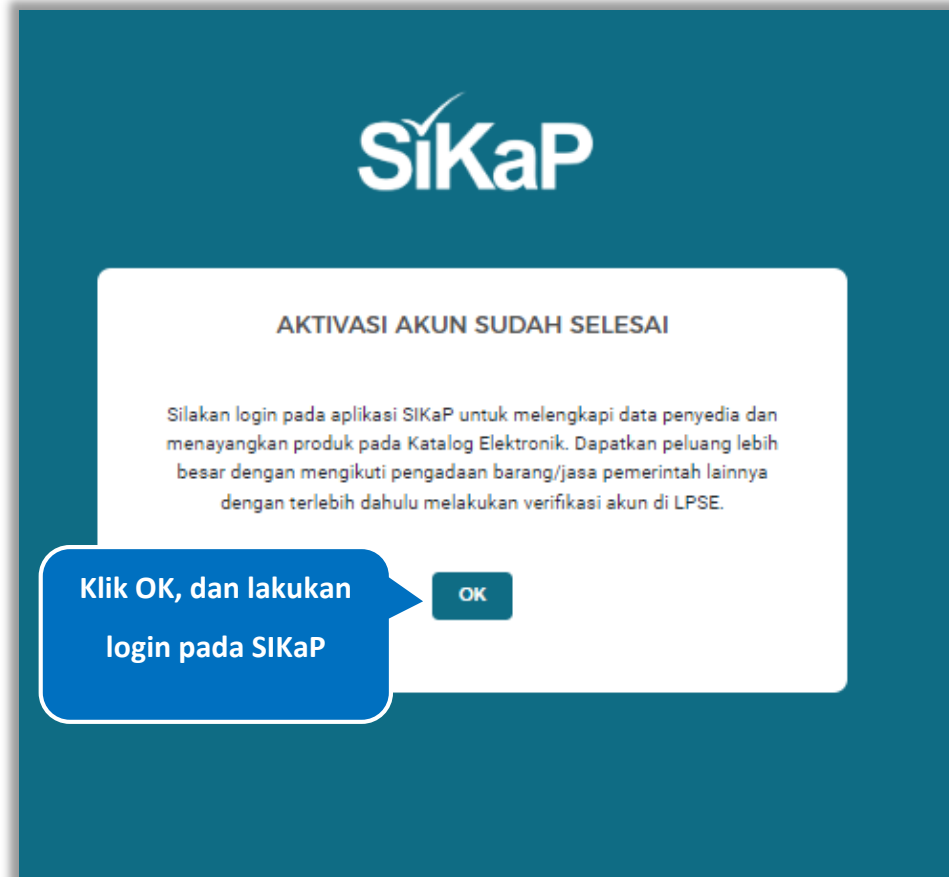 SİKaP
AKTIVASI AKUN SUDAH SELESAI
Silakan login pada aplikasi SIKaP untuk melengkapi data penyedia dan
menayangkan produk pada Katalog Elektronik. Dapatkan peluang lebih
besar dengan mengikuti pengadaan barang/jasa pemerintah lainnya
dengan terlebih dahulu melakukan verifikasi akun di LPSE.
Klik OK, dan lakukan
login pada SIKaP
OK